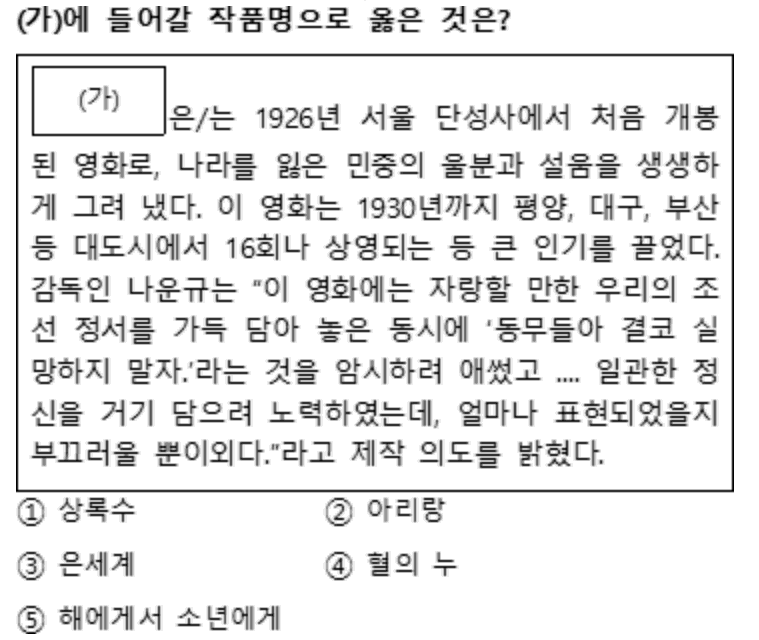 (가)에 들어갈 작품명으로 옳은 것은?
(가) 은/는 1926년 서울 단성사에서 처음 개봉
된 영화로, 나라를 잃은 민중의 울분과 설움을 생생하
게 그려 냈다. 이 영화는 1930년까지 평양, 대구, 부산
등 대도시에서 16회나 상영되는 등 큰 인기를 끌었다.
감독인 나운규는 "이 영화에는 자랑할 만한 우리의 조
선 정서를 가득 담아 놓은 동시에 '동무들아 결코 실
망하지 말자.'라는 것을 암시하려 애썼고 .... 일관한 정
신을 거기 담으려 노력하였는데, 얼마나 표현되었을지
부끄러울 뿐이외다."라고 제작 의도를 밝혔다.
① 상록수 ② 아리랑
③ 은세계 ④ 혈의 누
⑤ 해에게서 소년에게